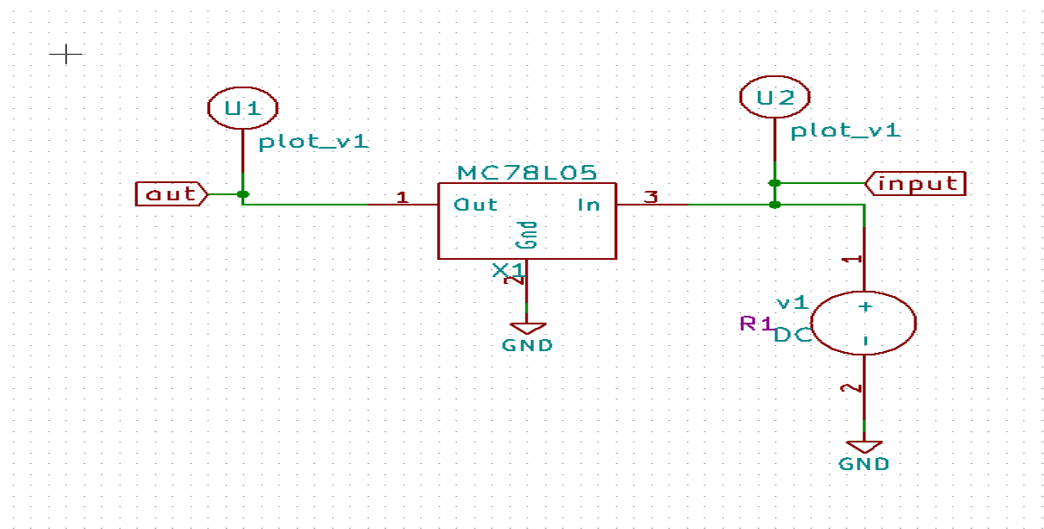 U1
plot_v1
U2
plot_v1
out
MC78L05
input
1
Out
In
3
Gnd
X1
2
GND
1
v1
R1
DC
+
-
2
GND